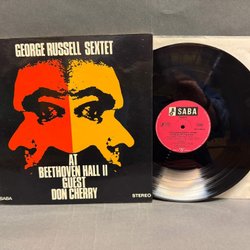 GEORGE RUSSELL SEXTET
AT
BEETHOVEN HALL II
GUEST
DON CHERRY
SABA
STEREO
SABA